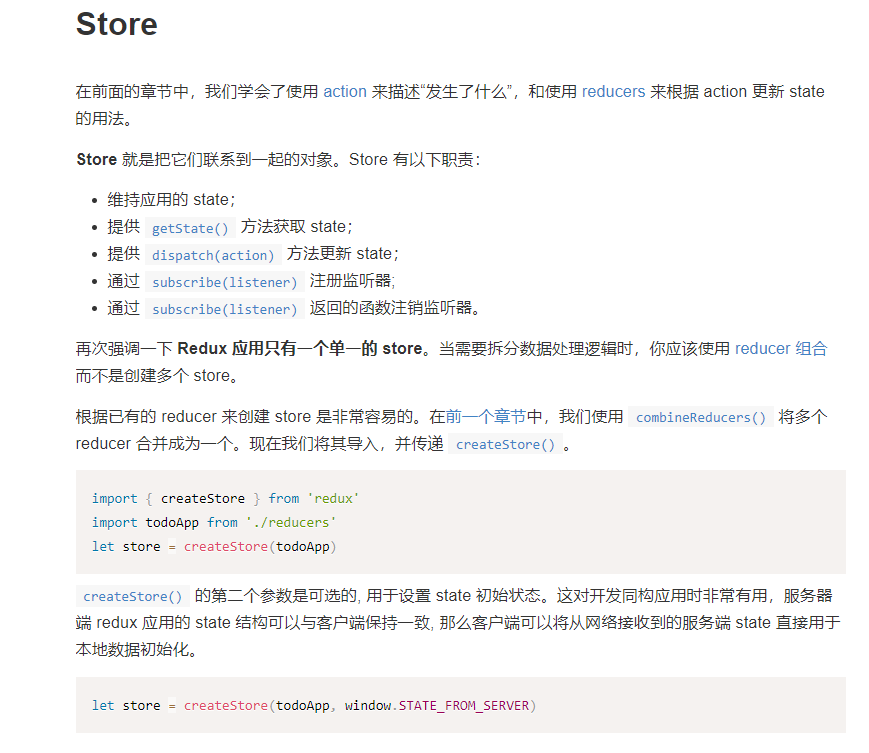 Store
在前面的章节中，我们学会了使用 action 来描述“发生了什么”，和使用 reducers 来根据 action 更新 state
的用法。
Store 就是把它们联系到一起的对象。Store 有以下职责：
• 维持应用的 state；
• 提供 getState() 方法获取 state；
• 提供 dispatch(action) 方法更新 state；
• 通过 subscribe(listener) 注册监听器;
• 通过 subscribe(listener) 返回的函数注销监听器。
再次强调一下 Redux 应用只有一个单一的 store。当需要拆分数据处理逻辑时，你应该使用 reducer 组合
而不是创建多个 store。
根据已有的 reducer 来创建 store 是非常容易的。在前一个章节中，我们使用 combineReducers() 将多个
reducer 合并成为一个。现在我们将其导入，并传递 createStore() 。
import { createStore } from 'redux'
import todoApp from './reducers'
let store = createStore(todoApp)
createStore() 的第二个参数是可选的, 用于设置 state 初始状态。这对开发同构应用时非常有用，服务器
端 redux 应用的 state 结构可以与客户端保持一致, 那么客户端可以将从网络接收到的服务端 state 直接用于
本地数据初始化。
let store = createStore(todoApp, window.STATE_FROM_SERVER)